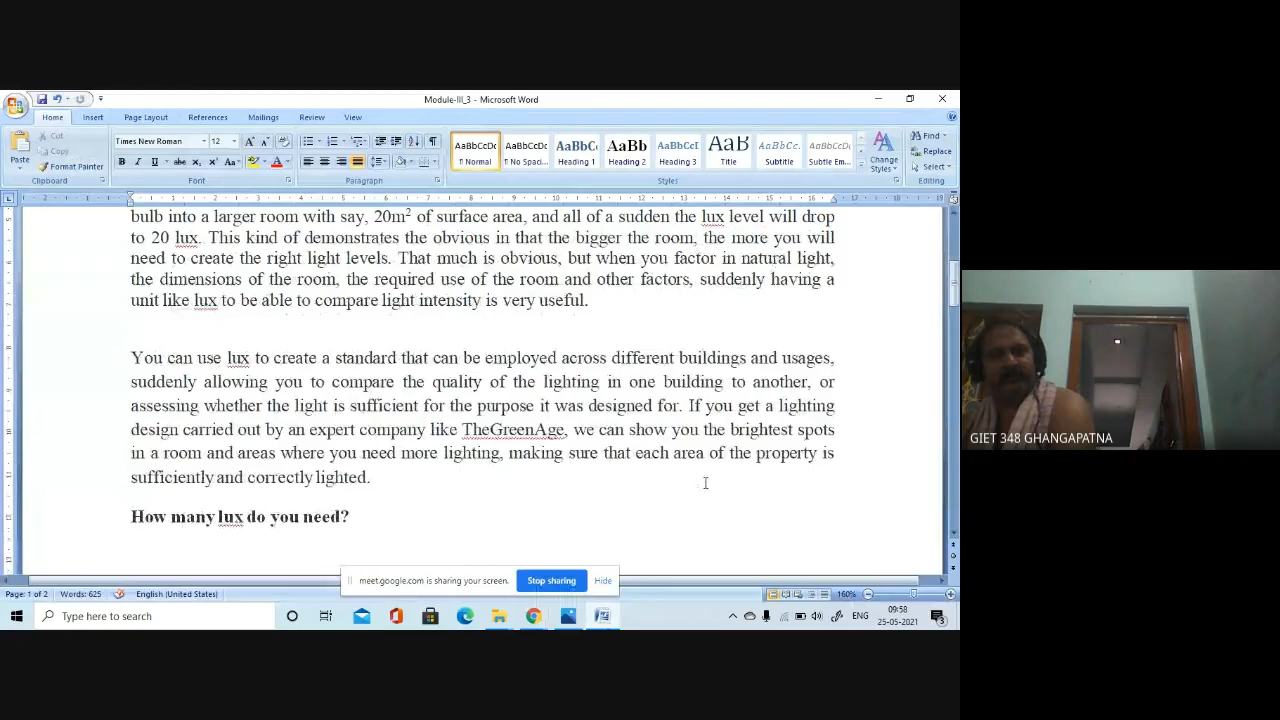 Module-III_3 - Microsoft Word
Home Insert Page Layout References Mailings Review View
Paste
Cut
Copy
Format Painter
Clipboard
Times New Roman 12
Font
Paragraph
AaBbCcDc AaBbCcDc AaBbC AaBbCc AaBbCcI AaB AaBbCc. AaBbCcDc
¶ Normal ¶ No Spaci... Heading 1 Heading 2 Heading 3 Title Subtitle Subtle Em...
Change Styles
Styles
Find
Replace
Select
Editing
bulb into a larger room with say, 20m² of surface area, and all of a sudden the lux level will drop
to 20 lux. This kind of demonstrates the obvious in that the bigger the room, the more you will
need to create the right light levels. That much is obvious, but when you factor in natural light,
the dimensions of the room, the required use of the room and other factors, suddenly having a
unit like lux to be able to compare light intensity is very useful.
You can use lux to create a standard that can be employed across different buildings and usages,
suddenly allowing you to compare the quality of the lighting in one building to another, or
assessing whether the light is sufficient for the purpose it was designed for. If you get a lighting
design carried out by an expert company like TheGreenAge, we can show you the brightest spots
in a room and areas where you need more lighting, making sure that each area of the property is
sufficiently and correctly lighted.
How many lux do you need?
meet.google.com is sharing your screen. Stop sharing Hide
Page: 1 of 2 Words: 625 English (United States) 160%
Type here to search
ENG
09:58
25-05-2021
GIET 348 GHANGAPATNA